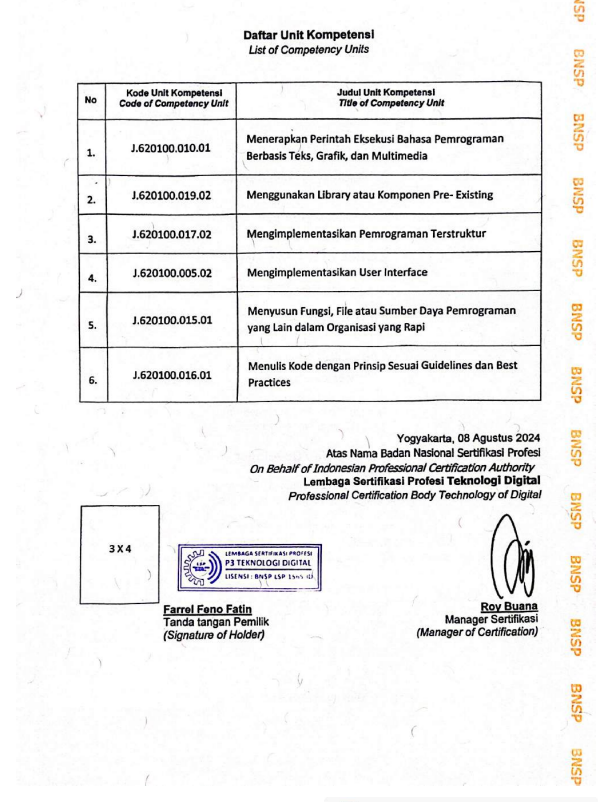 Daftar Unit Kompetensi
List of Competency Units
No
Kode Unit Kompetensi
Code of Competency Unit
Judul Unit Kompetensi
Title of Competency Unit
1.
J.620100.010.01
Menerapkan Perintah Eksekusi Bahasa Pemrograman
Berbasis Teks, Grafik, dan Multimedia
2.
J.620100.019.02
Menggunakan Library atau Komponen Pre- Existing
3.
J.620100.017.02
Mengimplementasikan Pemrograman Terstruktur
4.
J.620100.005.02
Mengimplementasikan User Interface
5.
J.620100.015.01
Menyusun Fungsi, File atau Sumber Daya Pemrograman
yang Lain dalam Organisasi yang Rapi
6.
J.620100.016.01
Menulis Kode dengan Prinsip Sesuai Guidelines dan Best
Practices
Yogyakarta, 08 Agustus 2024
Atas Nama Badan Nasional Sertifikasi Profesi
On Behalf of Indonesian Professional Certification Authority
Lembaga Sertifikasi Profesi Teknologi Digital
Professional Certification Body Technology of Digital
3 X 4
LSP
LEMBAGA SERTIFIKASI PROFESI
P3 TEKNOLOGI DIGITAL
LISENSI : BNSP LSP
Farrel Feno Fatin
Tanda tangan Pemilik
(Signature of Holder)
Roy Buana
Manager Sertifikasi
(Manager of Certification)
BNSP
BNSP
BNSP
BNSP
BNSP
BNSP
BNSP
BNSP
BNSP
BNSP
BNSP
BNSP